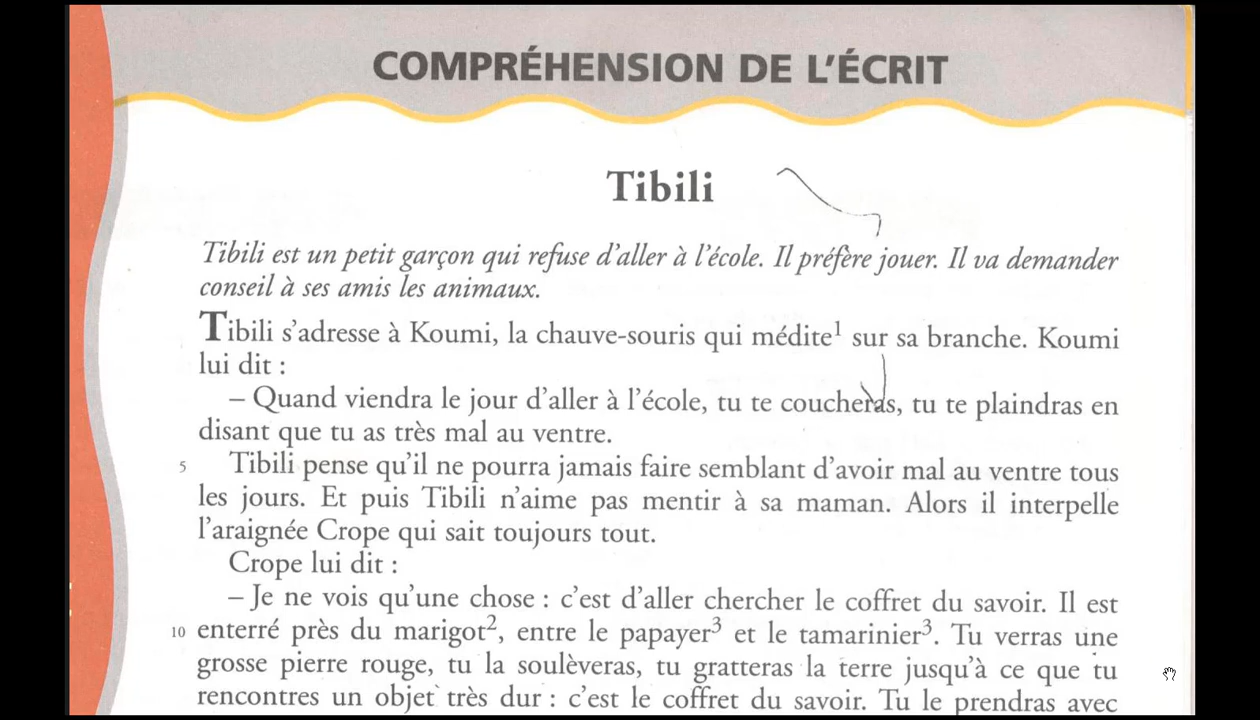 COMPRÉHENSION DE L'ÉCRIT
Tibili
Tibili est un petit garçon qui refuse d'aller à l'école. Il préfère jouer. Il va demander
conseil à ses amis les animaux.
Tibili s'adresse à Koumi, la chauve-souris qui médite¹ sur sa branche. Koumi
lui dit :
– Quand viendra le jour d'aller à l'école, tu te coucheras, tu te plaindras en
disant que tu as très mal au ventre.
5 Tibili pense qu'il ne pourra jamais faire semblant d'avoir mal au ventre tous
les jours. Et puis Tibili n'aime pas mentir à sa maman. Alors il interpelle
l'araignée Crope qui sait toujours tout.
Crope lui dit :
– Je ne vois qu'une chose : c'est d'aller chercher le coffret du savoir. Il est
10 enterré près du marigot², entre le papayer³ et le tamarinier³. Tu verras une
grosse pierre rouge, tu la soulèveras, tu gratteras la terre jusqu'à ce que tu
rencontres un objet très dur : c'est le coffret du savoir. Tu le prendras avec